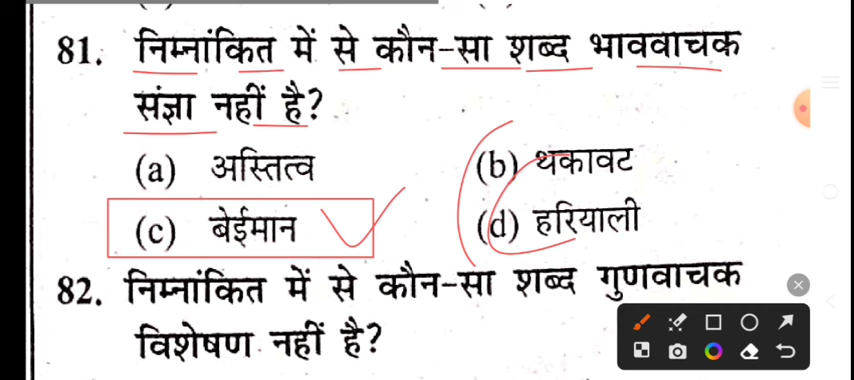 81. निम्नांकित में से कौन-सा शब्द भाववाचक
संज्ञा नहीं है?
(a) अस्तित्व (b) थकावट
(c) बेईमान (d) हरियाली
82. निम्नांकित में से कौन-सा शब्द गुणवाचक
विशेषण नहीं है?